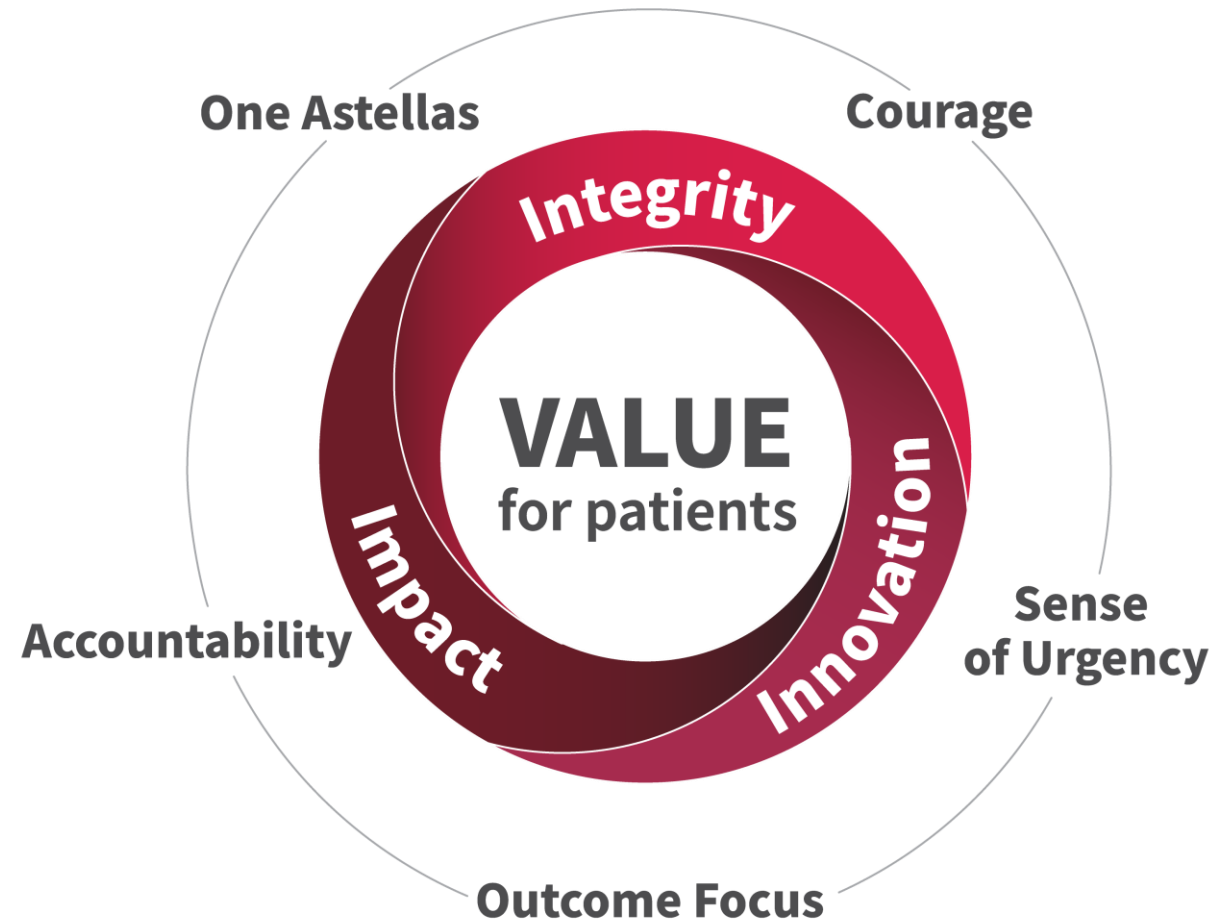 One Astellas
Courage
Integrity
VALUE
for patients
Impact
Innovation
Accountability
Sense
of Urgency
Outcome Focus